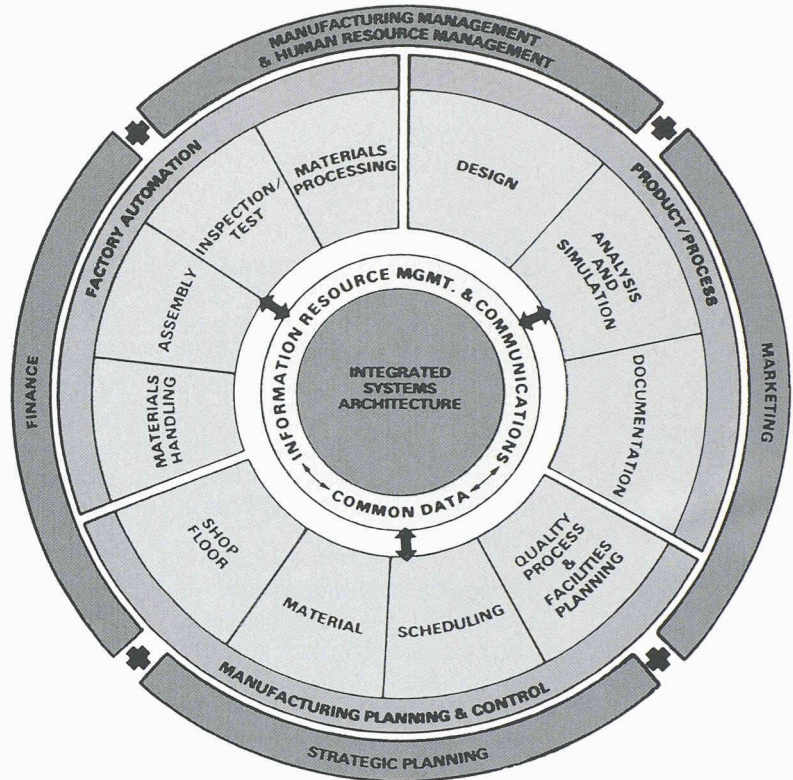 MANUFACTURING MANAGEMENT
& HUMAN RESOURCE MANAGEMENT
FACTORY AUTOMATION
PRODUCT/PROCESS
MATERIALS
PROCESSING
DESIGN
INSPECTION/
TEST
ANALYSIS
AND
SIMULATION
ASSEMBLY
MATERIALS
HANDLING
DOCUMENTATION
INFORMATION RESOURCE MGMT. & COMMUNICATIONS
INTEGRATED
SYSTEMS
ARCHITECTURE
COMMON DATA
FINANCE
MARKETING
SHOP
FLOOR
MATERIAL
SCHEDULING
QUALITY
PROCESS
&
FACILITIES
PLANNING
MANUFACTURING PLANNING & CONTROL
STRATEGIC PLANNING